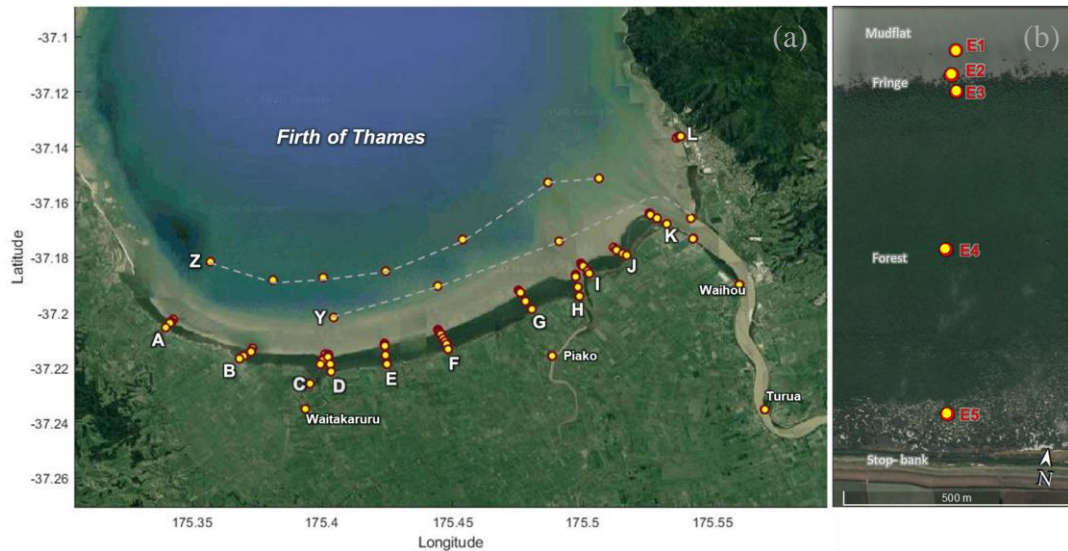 (a)
-37.1
-37.12
-37.14
-37.16
-37.18
-37.2
-37.22
-37.24
-37.26
Latitude
175.35
175.4
175.45
175.5
175.55
Longitude
Firth of Thames
L
Z
Y
K
J
I
H
G
F
E
D
C
B
A
Waihou
Piako
Turua
Waitakaruru
(b)
Mudflat
E1
E2
Fringe
E3
E4
Forest
E5
Stop- bank
N
500 m